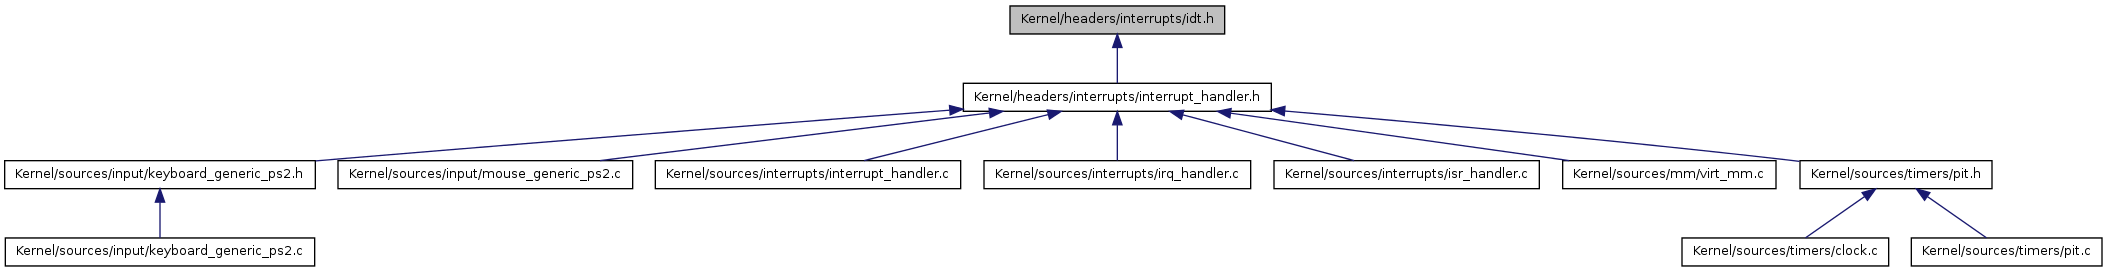 Kernel/headers/interrupts/idt.h
Kernel/headers/interrupts/interrupt_handler.h
Kernel/sources/input/keyboard_generic_ps2.h
Kernel/sources/input/mouse_generic_ps2.c
Kernel/sources/interrupts/interrupt_handler.c
Kernel/sources/interrupts/irq_handler.c
Kernel/sources/interrupts/isr_handler.c
Kernel/sources/mm/virt_mm.c
Kernel/sources/timers/pit.h
Kernel/sources/input/keyboard_generic_ps2.c
Kernel/sources/timers/clock.c
Kernel/sources/timers/pit.c